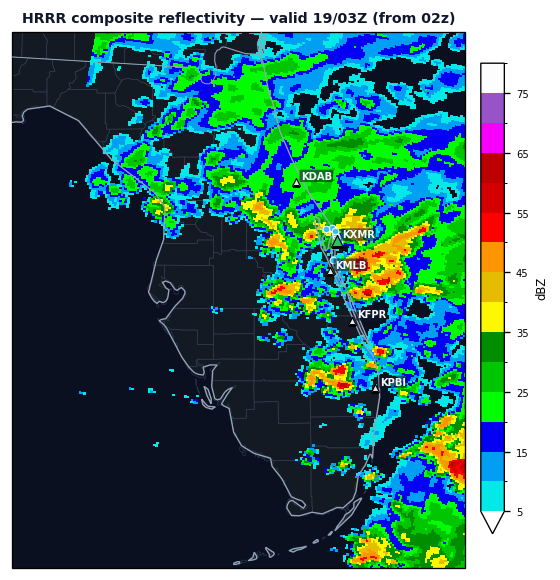 HRRR composite reflectivity — valid 19/03Z (from 02z)
75
65
KDAB
55
KXMR
45
KMLB
dBZ
KFPR
35
KPBI
25
15
5